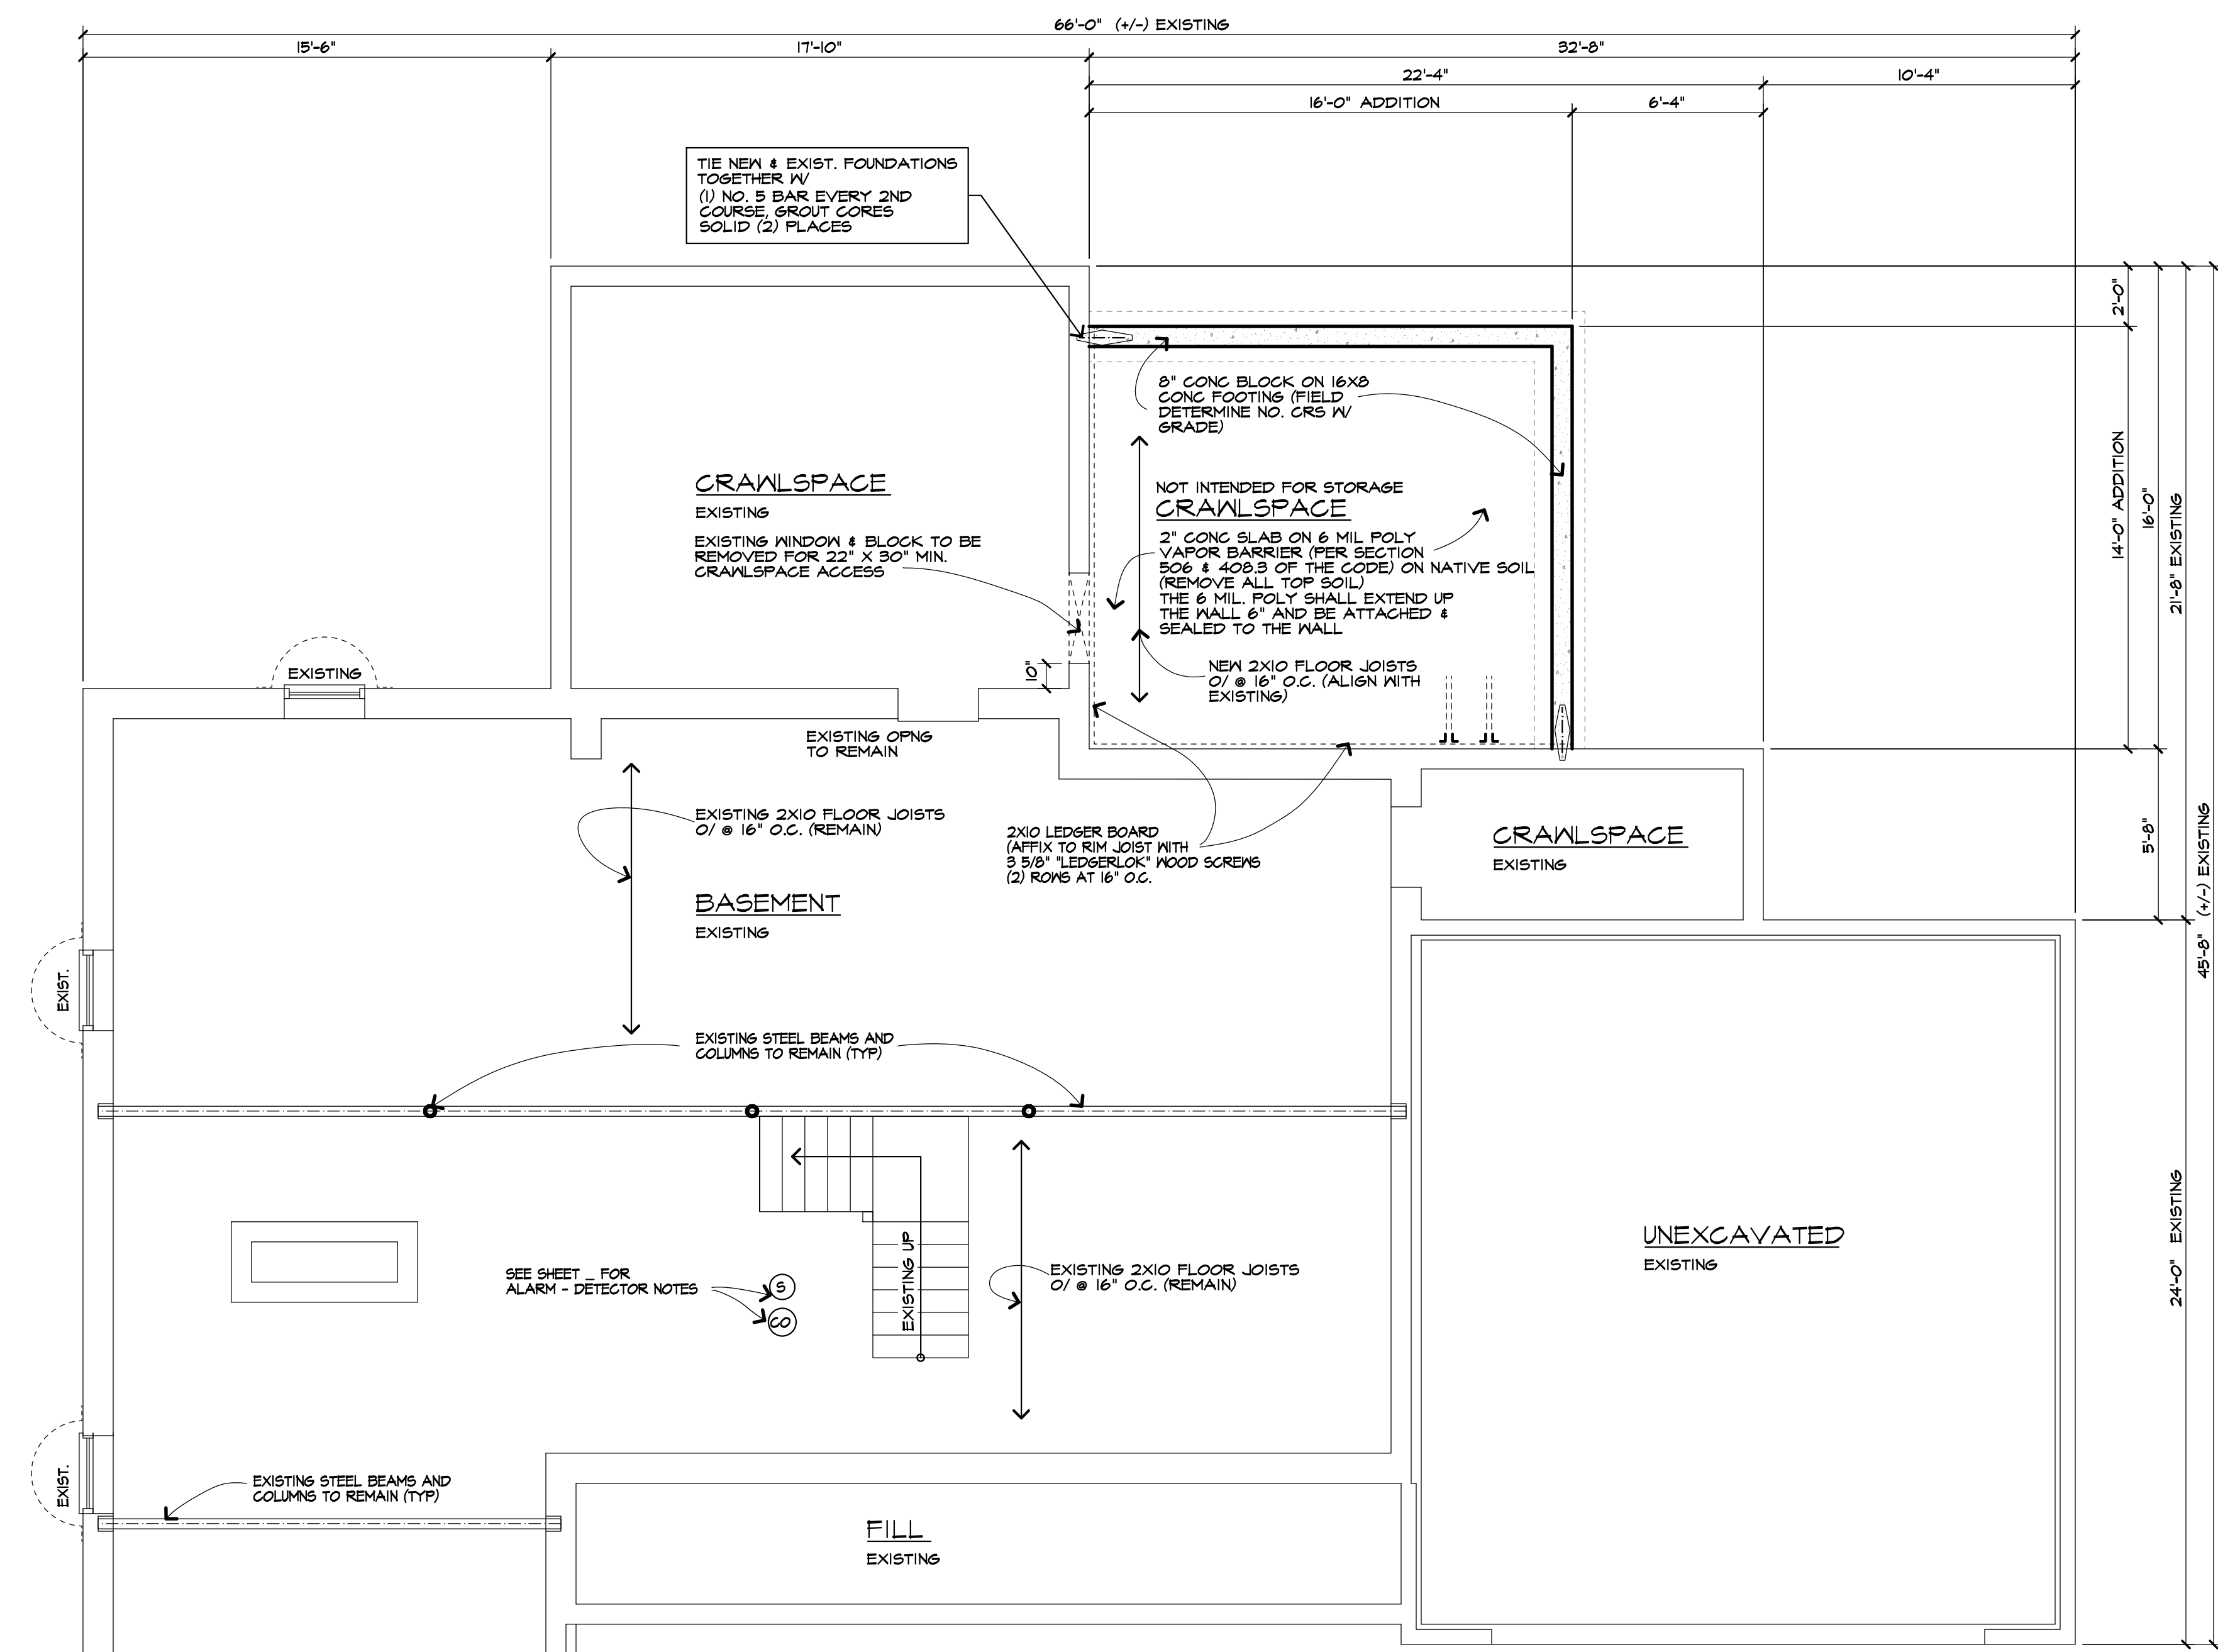 66'-0" (+/-) EXISTING
15'-6"
17'-10"
32'-8"
22'-4"
10'-4"
16'-0" ADDITION
6'-4"
TIE NEW & EXIST. FOUNDATIONS
TOGETHER W/
(1) NO. 5 BAR EVERY 2ND
COURSE, GROUT CORES
SOLID (2) PLACES
2'-0"
14'-0" ADDITION
16'-0"
21'-8" EXISTING
5'-8"
45'-8" (+/-) EXISTING
24'-0" EXISTING
8" CONC BLOCK ON 16X8
CONC FOOTING (FIELD
DETERMINE NO. CRS W/
GRADE)
CRAWLSPACE
EXISTING
EXISTING WINDOW & BLOCK TO BE
REMOVED FOR 22" X 30" MIN.
CRAWLSPACE ACCESS
NOT INTENDED FOR STORAGE
CRAWLSPACE
2" CONC SLAB ON 6 MIL POLY
VAPOR BARRIER (PER SECTION
506 & 408.3 OF THE CODE) ON NATIVE SOIL
(REMOVE ALL TOP SOIL)
THE 6 MIL. POLY SHALL EXTEND UP
THE WALL 6" AND BE ATTACHED &
SEALED TO THE WALL
10"
NEW 2X10 FLOOR JOISTS
O/ @ 16" O.C. (ALIGN WITH
EXISTING)
EXISTING
EXISTING OPNG
TO REMAIN
EXISTING 2X10 FLOOR JOISTS
O/ @ 16" O.C. (REMAIN)
2X10 LEDGER BOARD
(AFFIX TO RIM JOIST WITH
3 5/8" "LEDGERLOK" WOOD SCREWS
(2) ROWS AT 16" O.C.
CRAWLSPACE
EXISTING
BASEMENT
EXISTING
EXIST.
EXISTING STEEL BEAMS AND
COLUMNS TO REMAIN (TYP)
EXISTING UP
SEE SHEET _ FOR
ALARM - DETECTOR NOTES
S
CO
EXISTING 2X10 FLOOR JOISTS
O/ @ 16" O.C. (REMAIN)
UNEXCAVATED
EXISTING
EXIST.
EXISTING STEEL BEAMS AND
COLUMNS TO REMAIN (TYP)
FILL
EXISTING